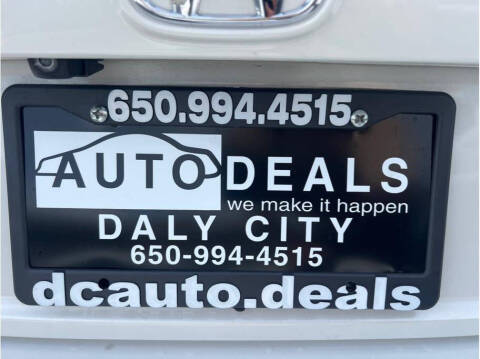 650.994.4515
AUTO DEALS
we make it happen
DALY CITY
650-994-4515
dcauto.deals